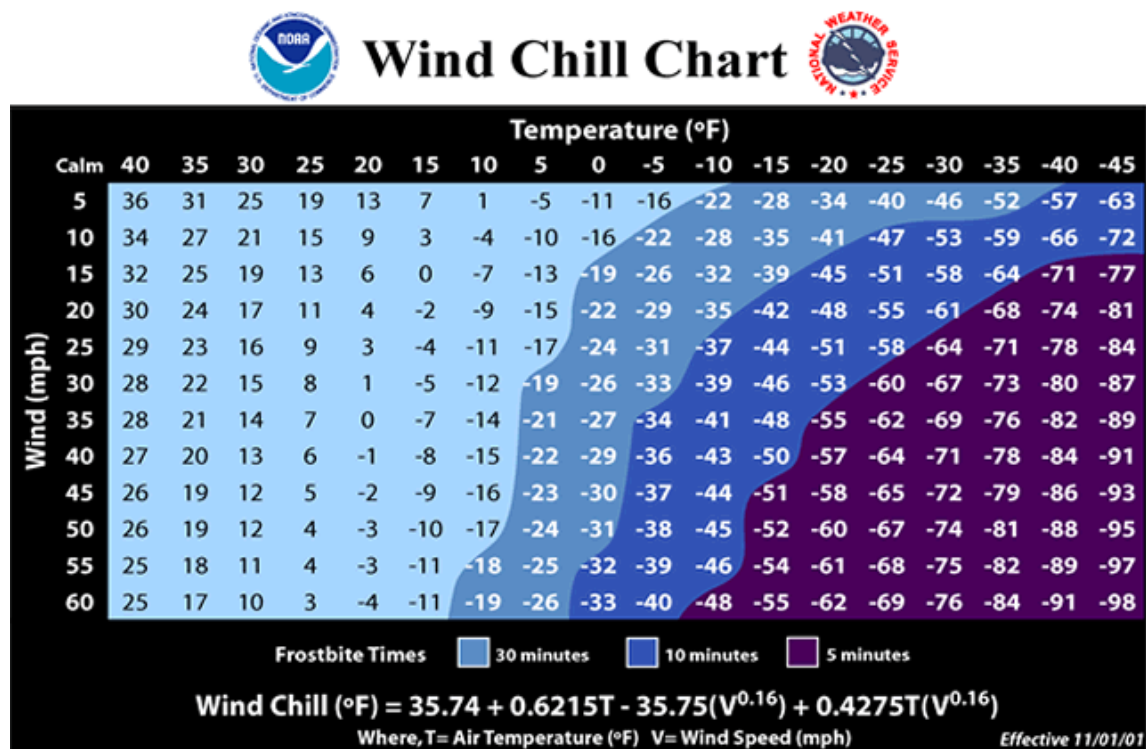 NOAA
Wind Chill Chart
NATIONAL WEATHER SERVICE
Temperature (ºF)
Calm 40 35 30 25 20 15 10 5 0 -5 -10 -15 -20 -25 -30 -35 -40 -45
5 36 31 25 19 13 7 1 -5 -11 -16 -22 -28 -34 -40 -46 -52 -57 -63
10 34 27 21 15 9 3 -4 -10 -16 -22 -28 -35 -41 -47 -53 -59 -66 -72
15 32 25 19 13 6 0 -7 -13 -19 -26 -32 -39 -45 -51 -58 -64 -71 -77
20 30 24 17 11 4 -2 -9 -15 -22 -29 -35 -42 -48 -55 -61 -68 -74 -81
25 29 23 16 9 3 -4 -11 -17 -24 -31 -37 -44 -51 -58 -64 -71 -78 -84
30 28 22 15 8 1 -5 -12 -19 -26 -33 -39 -46 -53 -60 -67 -73 -80 -87
35 28 21 14 7 0 -7 -14 -21 -27 -34 -41 -48 -55 -62 -69 -76 -82 -89
40 27 20 13 6 -1 -8 -15 -22 -29 -36 -43 -50 -57 -64 -71 -78 -84 -91
45 26 19 12 5 -2 -9 -16 -23 -30 -37 -44 -51 -58 -65 -72 -79 -86 -93
50 26 19 12 4 -3 -10 -17 -24 -31 -38 -45 -52 -60 -67 -74 -81 -88 -95
55 25 18 11 4 -3 -11 -18 -25 -32 -39 -46 -54 -61 -68 -75 -82 -89 -97
60 25 17 10 3 -4 -11 -19 -26 -33 -40 -48 -55 -62 -69 -76 -84 -91 -98
Wind (mph)
Frostbite Times 30 minutes 10 minutes 5 minutes
Wind Chill (ºF) = 35.74 + 0.6215T - 35.75(V^0.16) + 0.4275T(V^0.16)
Where, T= Air Temperature (ºF) V= Wind Speed (mph)
Effective 11/01/01